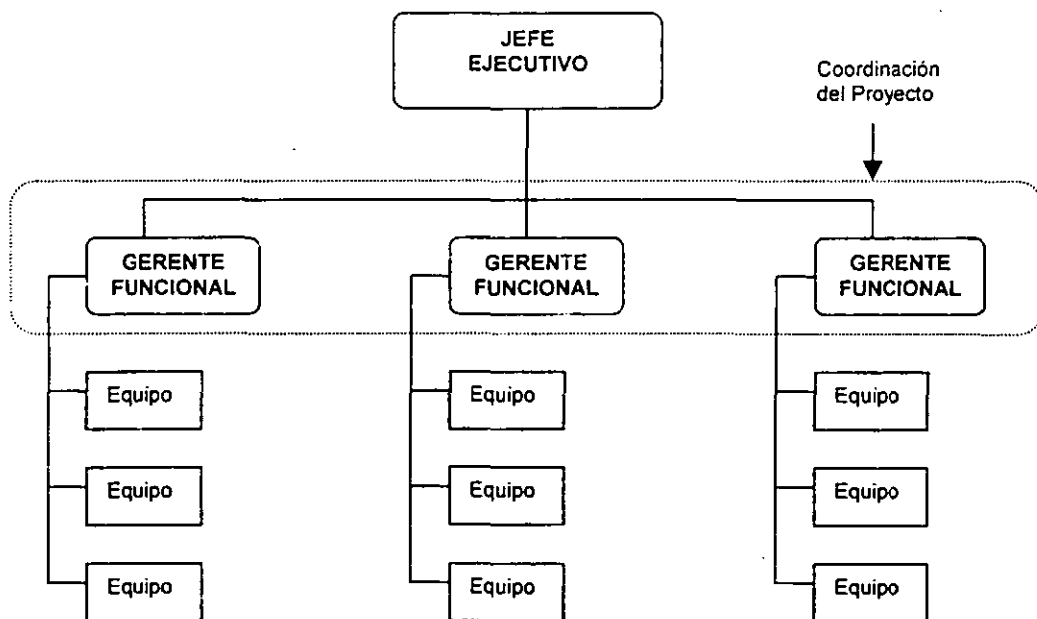 JEFE
EJECUTIVO
Coordinación
del Proyecto
GERENTE
FUNCIONAL
GERENTE
FUNCIONAL
GERENTE
FUNCIONAL
Equipo
Equipo
Equipo
Equipo
Equipo
Equipo
Equipo
Equipo
Equipo